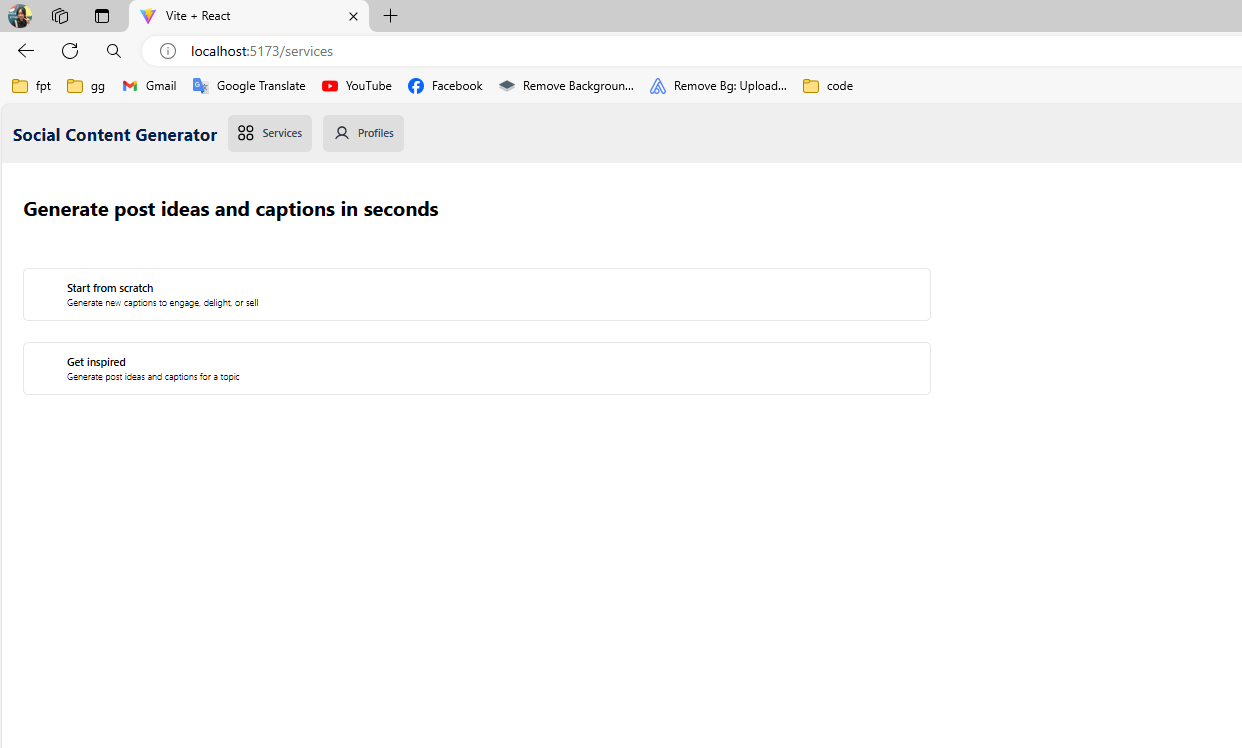 Vite + React
localhost:5173/services
fpt gg Gmail Google Translate YouTube Facebook Remove Backgroun... Remove Bg: Upload... code
Social Content Generator Services Profiles
Generate post ideas and captions in seconds
Start from scratch
Generate new captions to engage, delight, or sell
Get inspired
Generate post ideas and captions for a topic